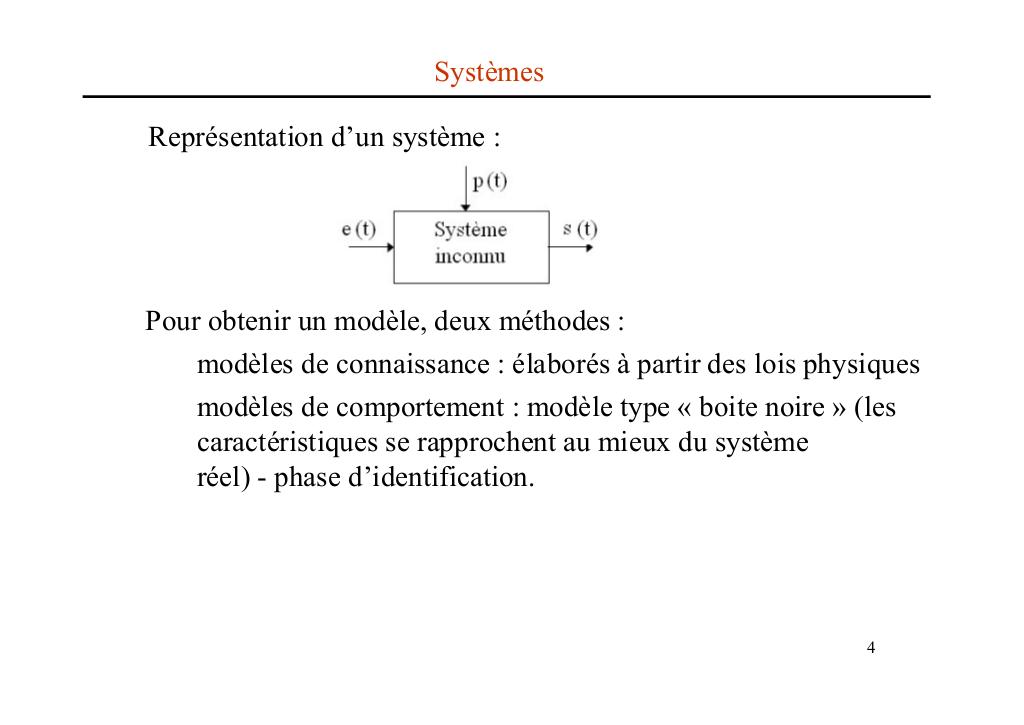 Systèmes
Représentation d’un système :
p(t)
e (t)
Système
inconnu
s (t)
Pour obtenir un modèle, deux méthodes :
modèles de connaissance : élaborés à partir des lois physiques
modèles de comportement : modèle type « boite noire » (les
caractéristiques se rapprochent au mieux du système
réel) - phase d’identification.
4